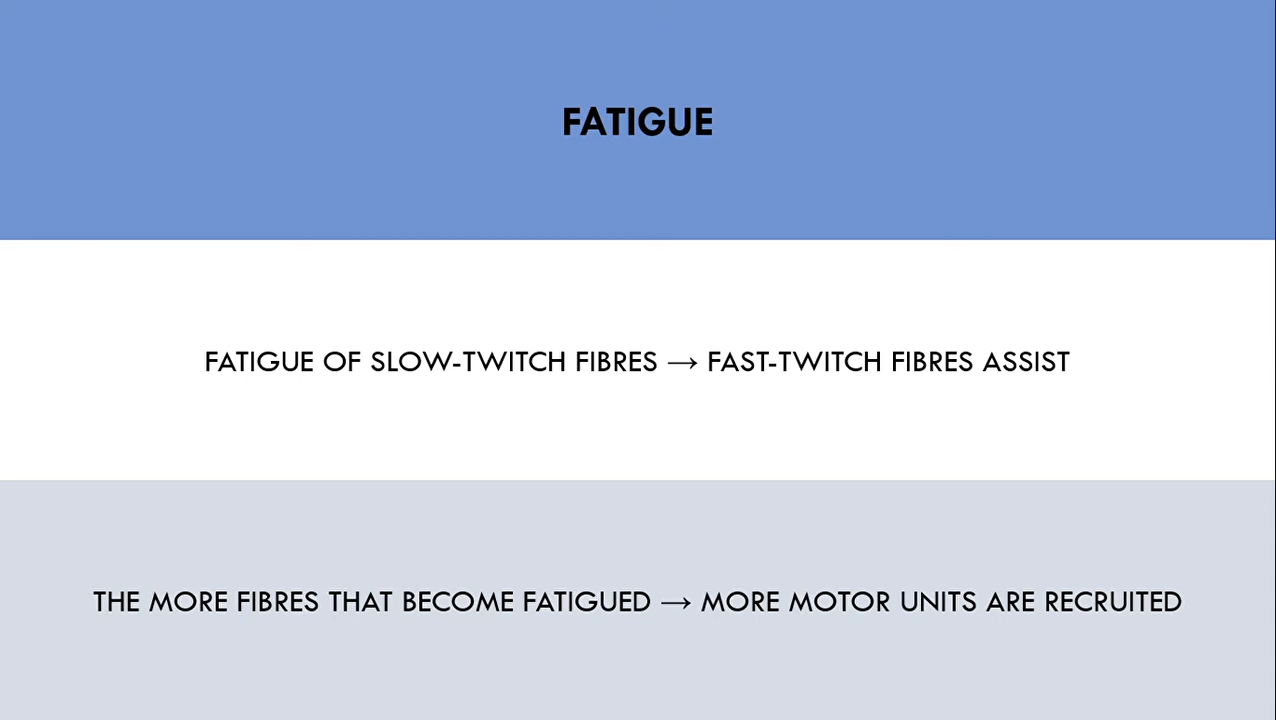 FATIGUE
FATIGUE OF SLOW-TWITCH FIBRES → FAST-TWITCH FIBRES ASSIST
THE MORE FIBRES THAT BECOME FATIGUED → MORE MOTOR UNITS ARE RECRUITED